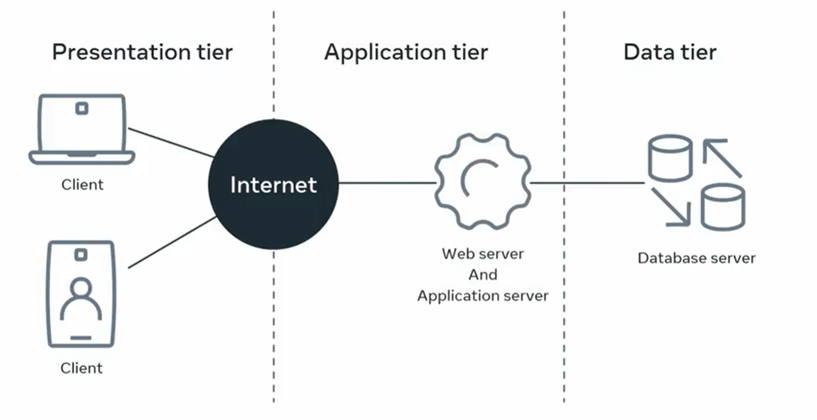 Presentation tier
Application tier
Data tier
Client
Internet
Client
Web server
And
Application server
Database server